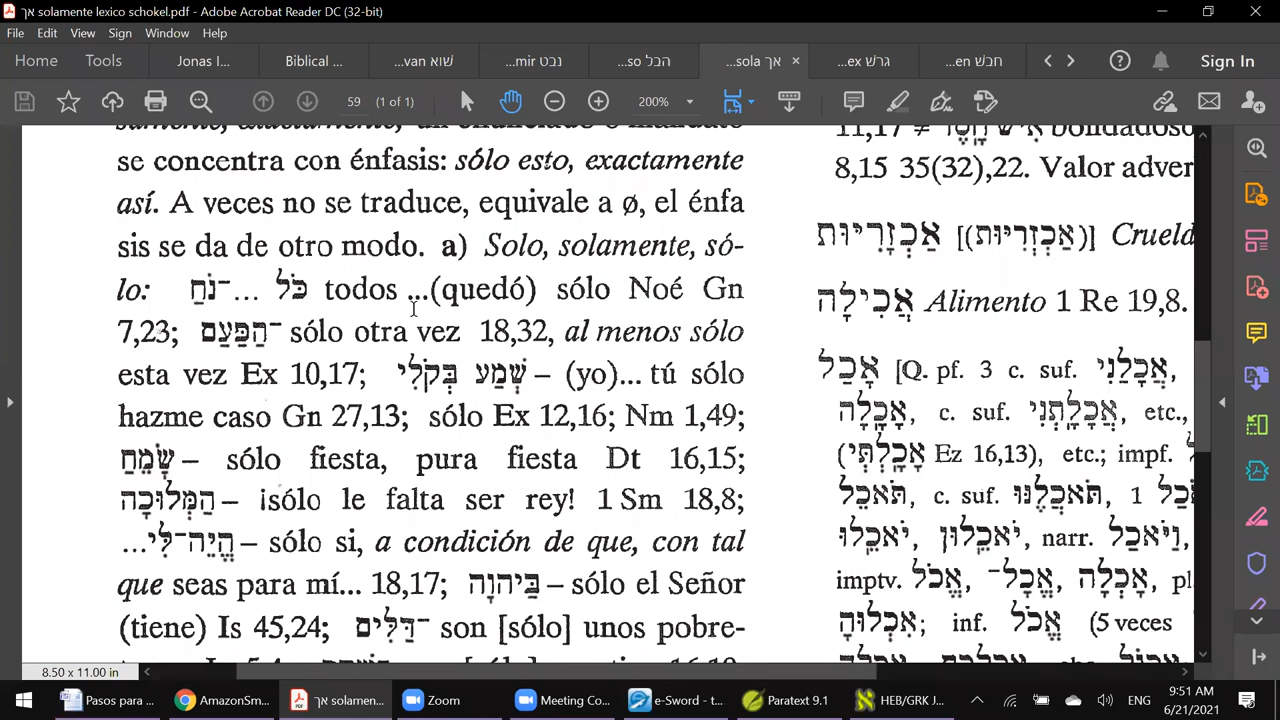 אך solamente lexico schokel.pdf - Adobe Acrobat Reader DC (32-bit)
File Edit View Sign Window Help
Home Tools Jonas I... Biblical ... ...van שׁוא ...mir נבט ...so הבל ...sola אך ...ex גרשׁ ...en חבשׁ Sign In
59 (1 of 1) 200%
samente, exactamente, un enunciado o mandato
se concentra con énfasis: sólo esto, exactamente
así. A veces no se traduce, equivale a ø, el énfa
sis se da de otro modo. a) Solo, solamente, só-
lo: כֹּל ...־נֹחַ todos ...(quedó) sólo Noé Gn
7,23; ־הַפַּעַם sólo otra vez 18,32, al menos sólo
esta vez Ex 10,17; שְׁמַע בְּקֹלִי – (yo)... tú sólo
hazme caso Gn 27,13; sólo Ex 12,16; Nm 1,49;
שָׂמֵחַ – sólo fiesta, pura fiesta Dt 16,15;
הַמְּלוּכָה – ¡sólo le falta ser rey! 1 Sm 18,8;
...הֱיֵה־לִּי – sólo si, a condición de que, con tal
que seas para mí... 18,17; בַּיהוָה – sólo el Señor
(tiene) Is 45,24; ־דַּלִּים son [sólo] unos pobre-
11,17 ≠ אִישׁ חֶסֶד bondadoso
8,15 35(32),22. Valor adver
אַכְזָרִיּוּת [(אַכְזְרִיּוּת)] Crueld
אֲכִילָה Alimento 1 Re 19,8.
אָכַל [Q. pf. 3 c. suf. אֲכָלַנִי,
אָכְלָה, c. suf. אֲכָלָתְנִי, etc.,
(אָכָלְתְּי Ez 16,13), etc.; impf.
תֹּאכֵל, c. suf. תֹּאכֲלֶנּוּ, 1
יֹאכֵלוּ, יֹאכֵלוּן, narr. וַיֹּאכַל,
imptv. אֱכֹל, אֱכָל־, אִכְלָה, pl.
אִכְלוּהָ; inf. אֱכֹל (5 veces
8.50 x 11.00 in
Pasos para ... AmazonSm... אך solamen... Zoom Meeting Co... e-Sword - t... Paratext 9.1 HEB/GRK J... ENG 9:51 AM
6/21/2021